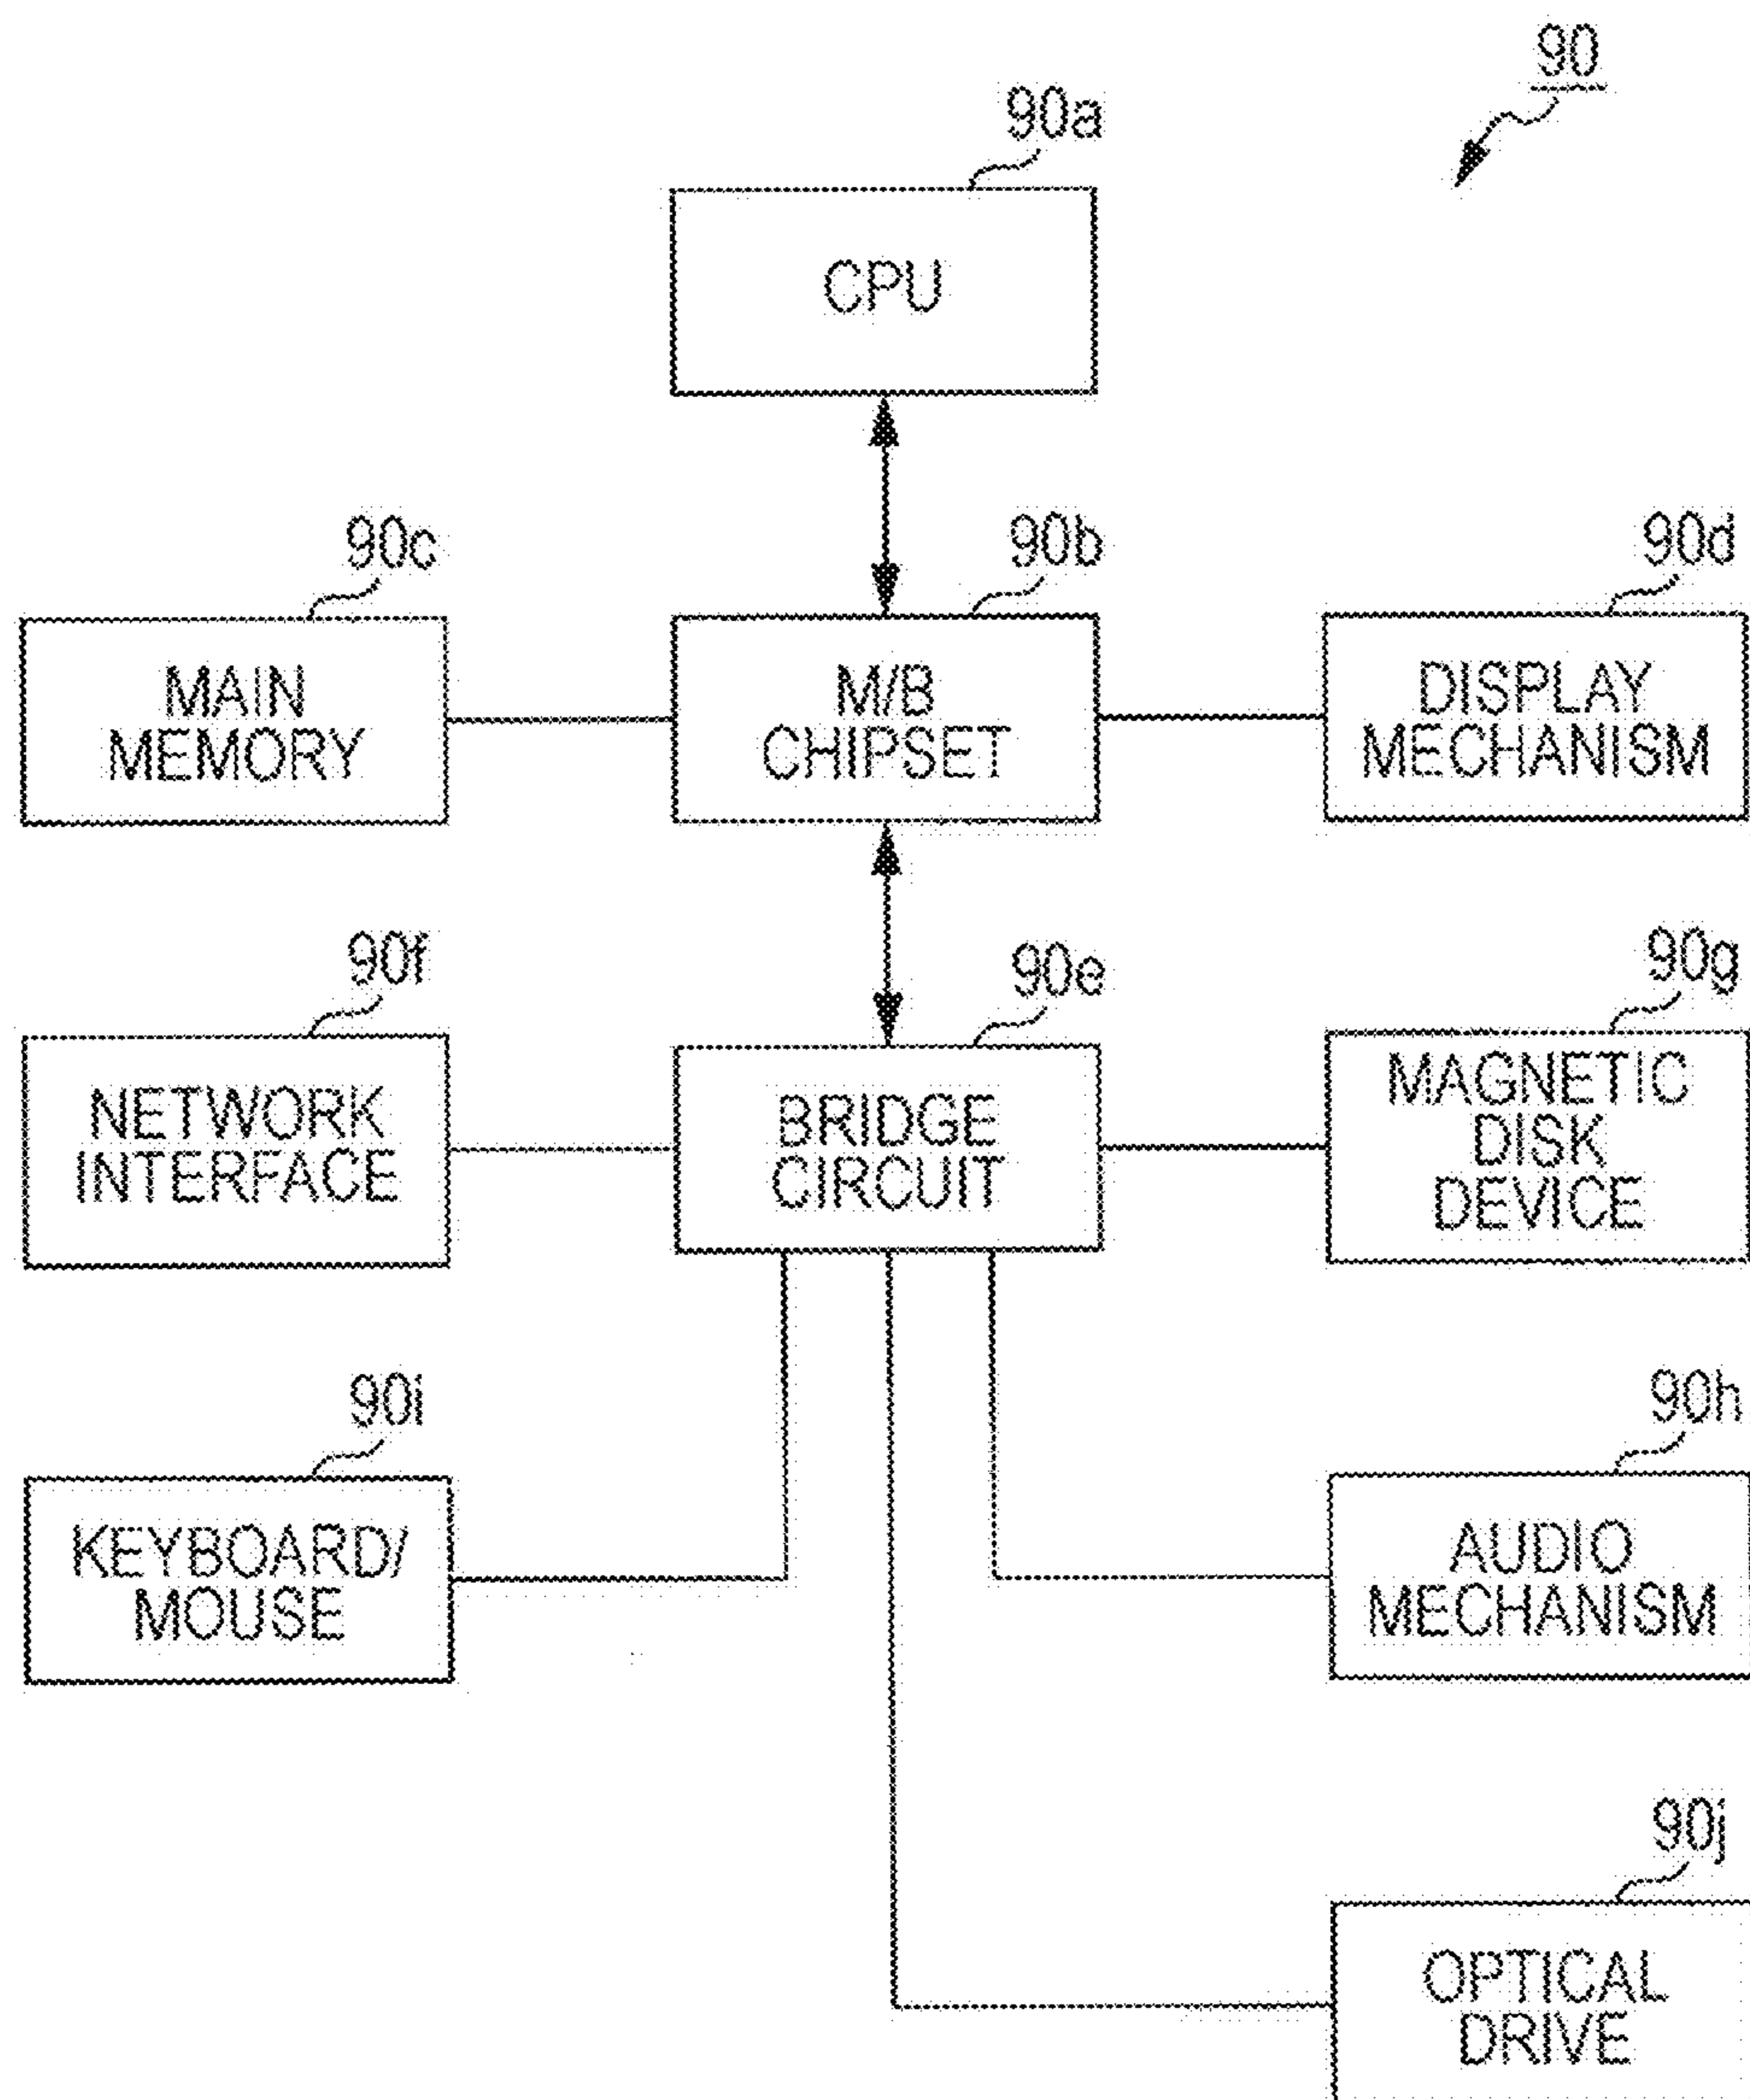 90
90a
CPU
90c
90b
90d
MAIN
MEMORY
M/B
CHIPSET
DISPLAY
MECHANISM
90f
90e
90g
NETWORK
INTERFACE
BRIDGE
CIRCUIT
MAGNETIC
DISK
DEVICE
90i
90h
KEYBOARD/
MOUSE
AUDIO
MECHANISM
90j
OPTICAL
DRIVE